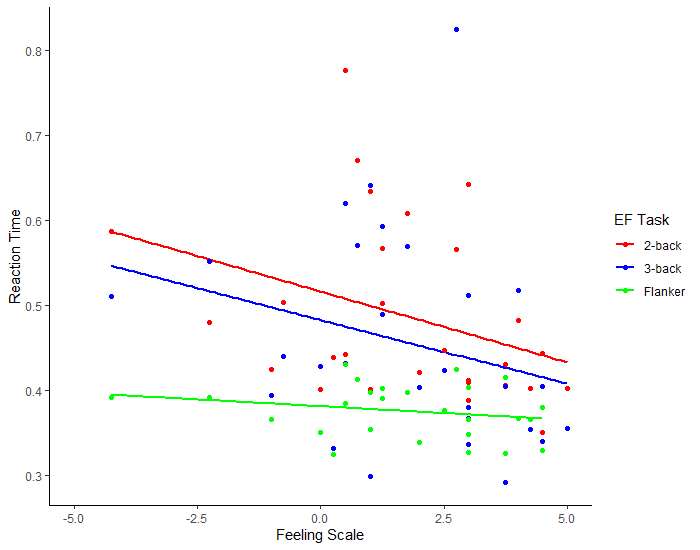 0.8
0.7
0.6
0.5
0.4
0.3
Reaction Time
-5.0 -2.5 0.0 2.5 5.0
Feeling Scale
EF Task
2-back
3-back
Flanker